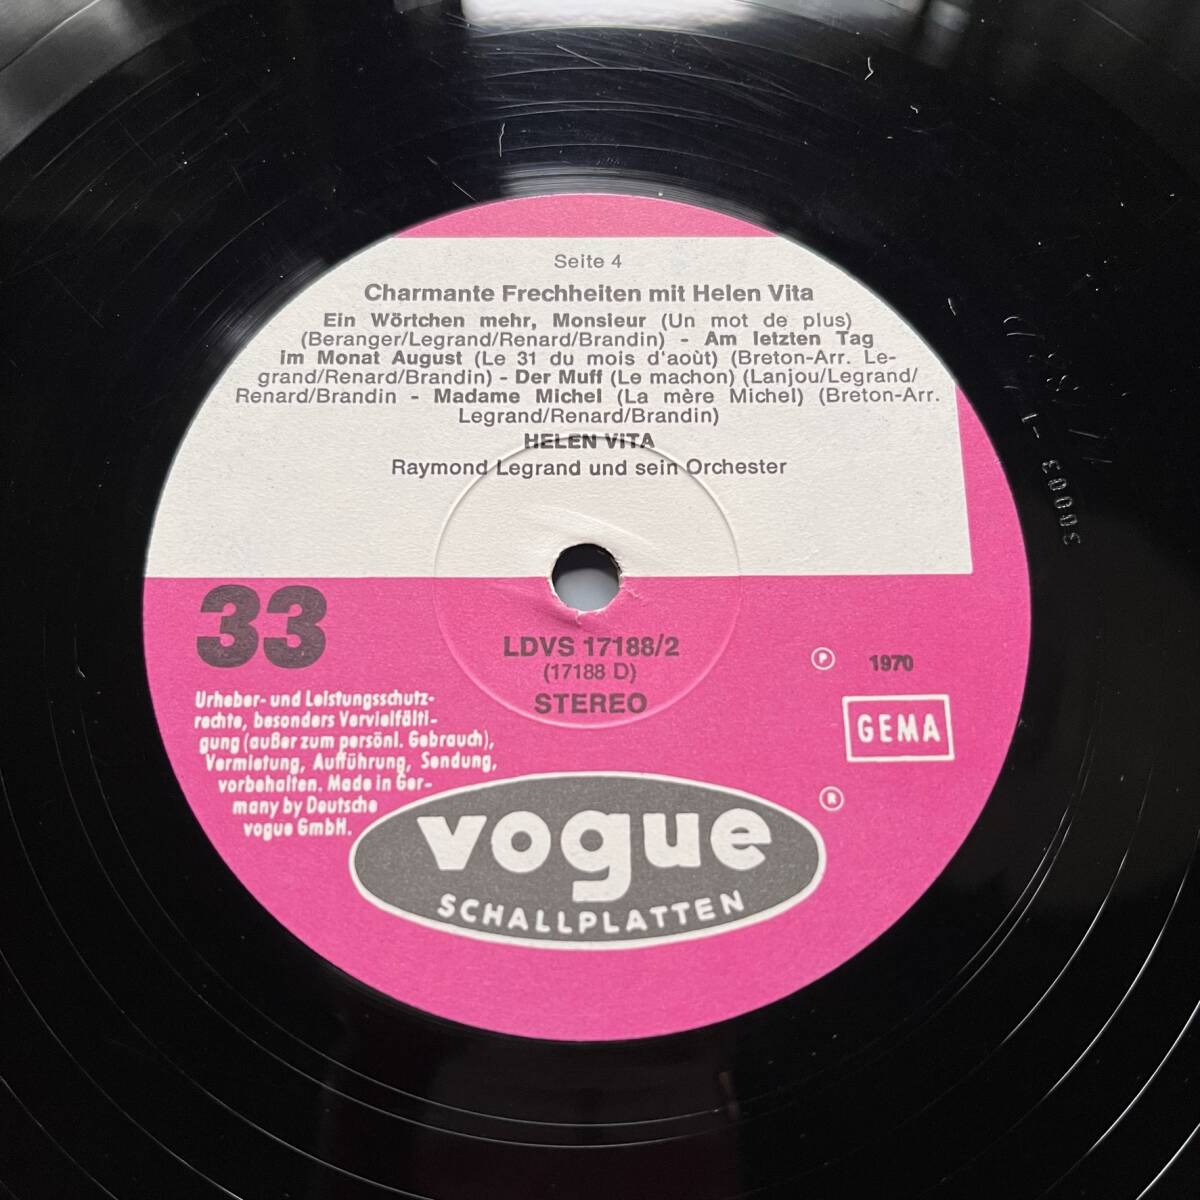 Seite 4
Charmante Frechheiten mit Helen Vita
Ein Wörtchen mehr, Monsieur (Un mot de plus)
(Beranger/Legrand/Renard/Brandin) - Am letzten Tag
im Monat August (Le 31 du mois d'août) (Breton-Arr. Le-
grand/Renard/Brandin) - Der Muff (Le machon) (Lanjou/Legrand/
Renard/Brandin - Madame Michel (La mère Michel) (Breton-Arr.
Legrand/Renard/Brandin)
HELEN VITA
Raymond Legrand und sein Orchester
33
LDVS 17188/2
(17188 D)
STEREO
Ⓟ 1970
GEMA
Urheber- und Leistungsschutz-
rechte, besonders Vervielfälti-
gung (außer zum persönl. Gebrauch),
Vermietung, Aufführung, Sendung,
vorbehalten. Made in Ger-
many by Deutsche
vogue GmbH.
®
vogue
SCHALLPLATTEN
30003-1